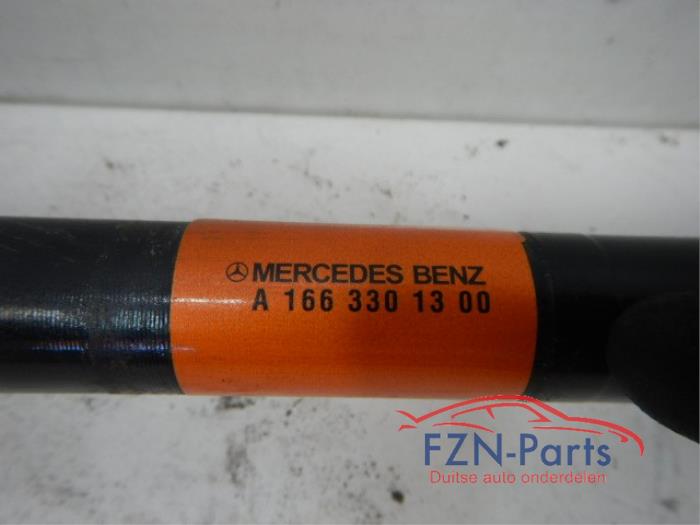 MERCEDES BENZ
A 166 330 13 00
FZN-Parts
Duitse auto onderdelen